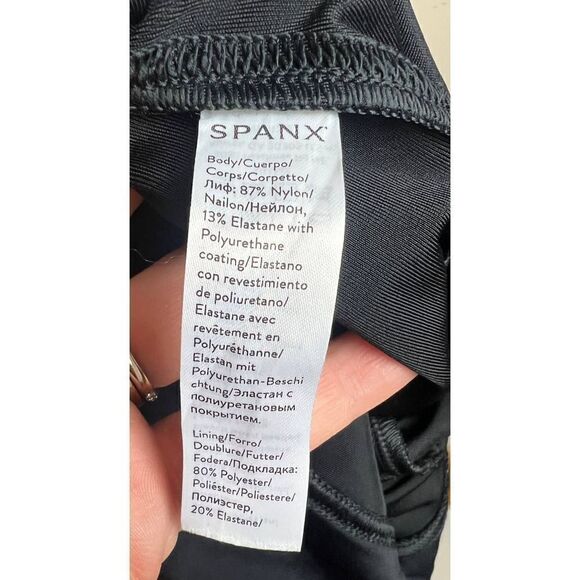 SPANX
Body/Cuerpo/
Corps/Corpetto/
Лиф: 87% Nylon/
Nailon/Нейлон,
13% Elastane with
Polyurethane
coating/Elastano
con revestimiento
de poliuretano/
Elastane avec
revêtement en
Polyuréthanne/
Elastan mit
Polyurethan-Beschi
chtung/Эластан с
полиуретановым
покрытием.
Lining/Forro/
Doublure/Futter/
Fodera/Подкладка:
80% Polyester/
Poliéster/Poliestere/
Полиэстер,
20% Elastane/